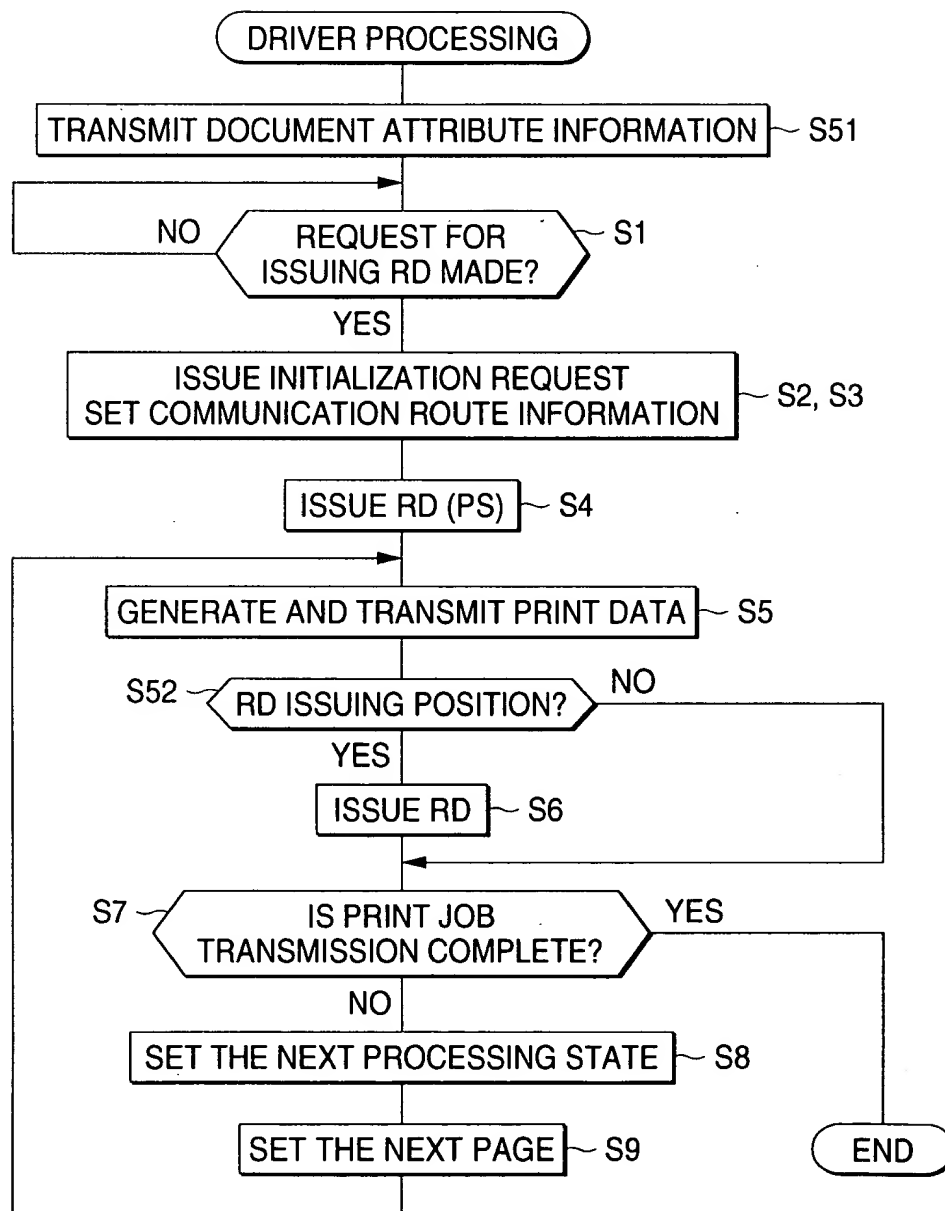 DRIVER PROCESSING
TRANSMIT DOCUMENT ATTRIBUTE INFORMATION
S51
NO
REQUEST FOR
ISSUING RD MADE?
S1
YES
ISSUE INITIALIZATION REQUEST
SET COMMUNICATION ROUTE INFORMATION
S2, S3
ISSUE RD (PS)
S4
GENERATE AND TRANSMIT PRINT DATA
S5
S52
RD ISSUING POSITION?
NO
YES
ISSUE RD
S6
S7
IS PRINT JOB
TRANSMISSION COMPLETE?
YES
NO
SET THE NEXT PROCESSING STATE
S8
SET THE NEXT PAGE
S9
END